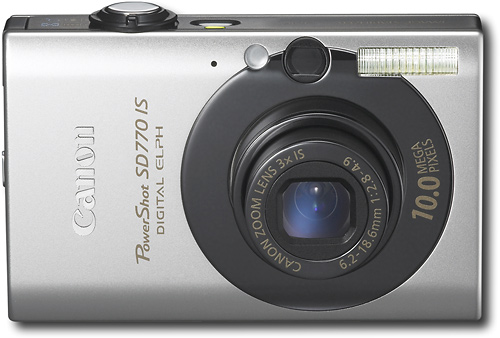 Canon
PowerShot SD770 IS
DIGITAL ELPH
CANON ZOOM LENS 3x IS
6.2-18.6mm 1:2.8-4.9
10.0 MEGA
PIXELS